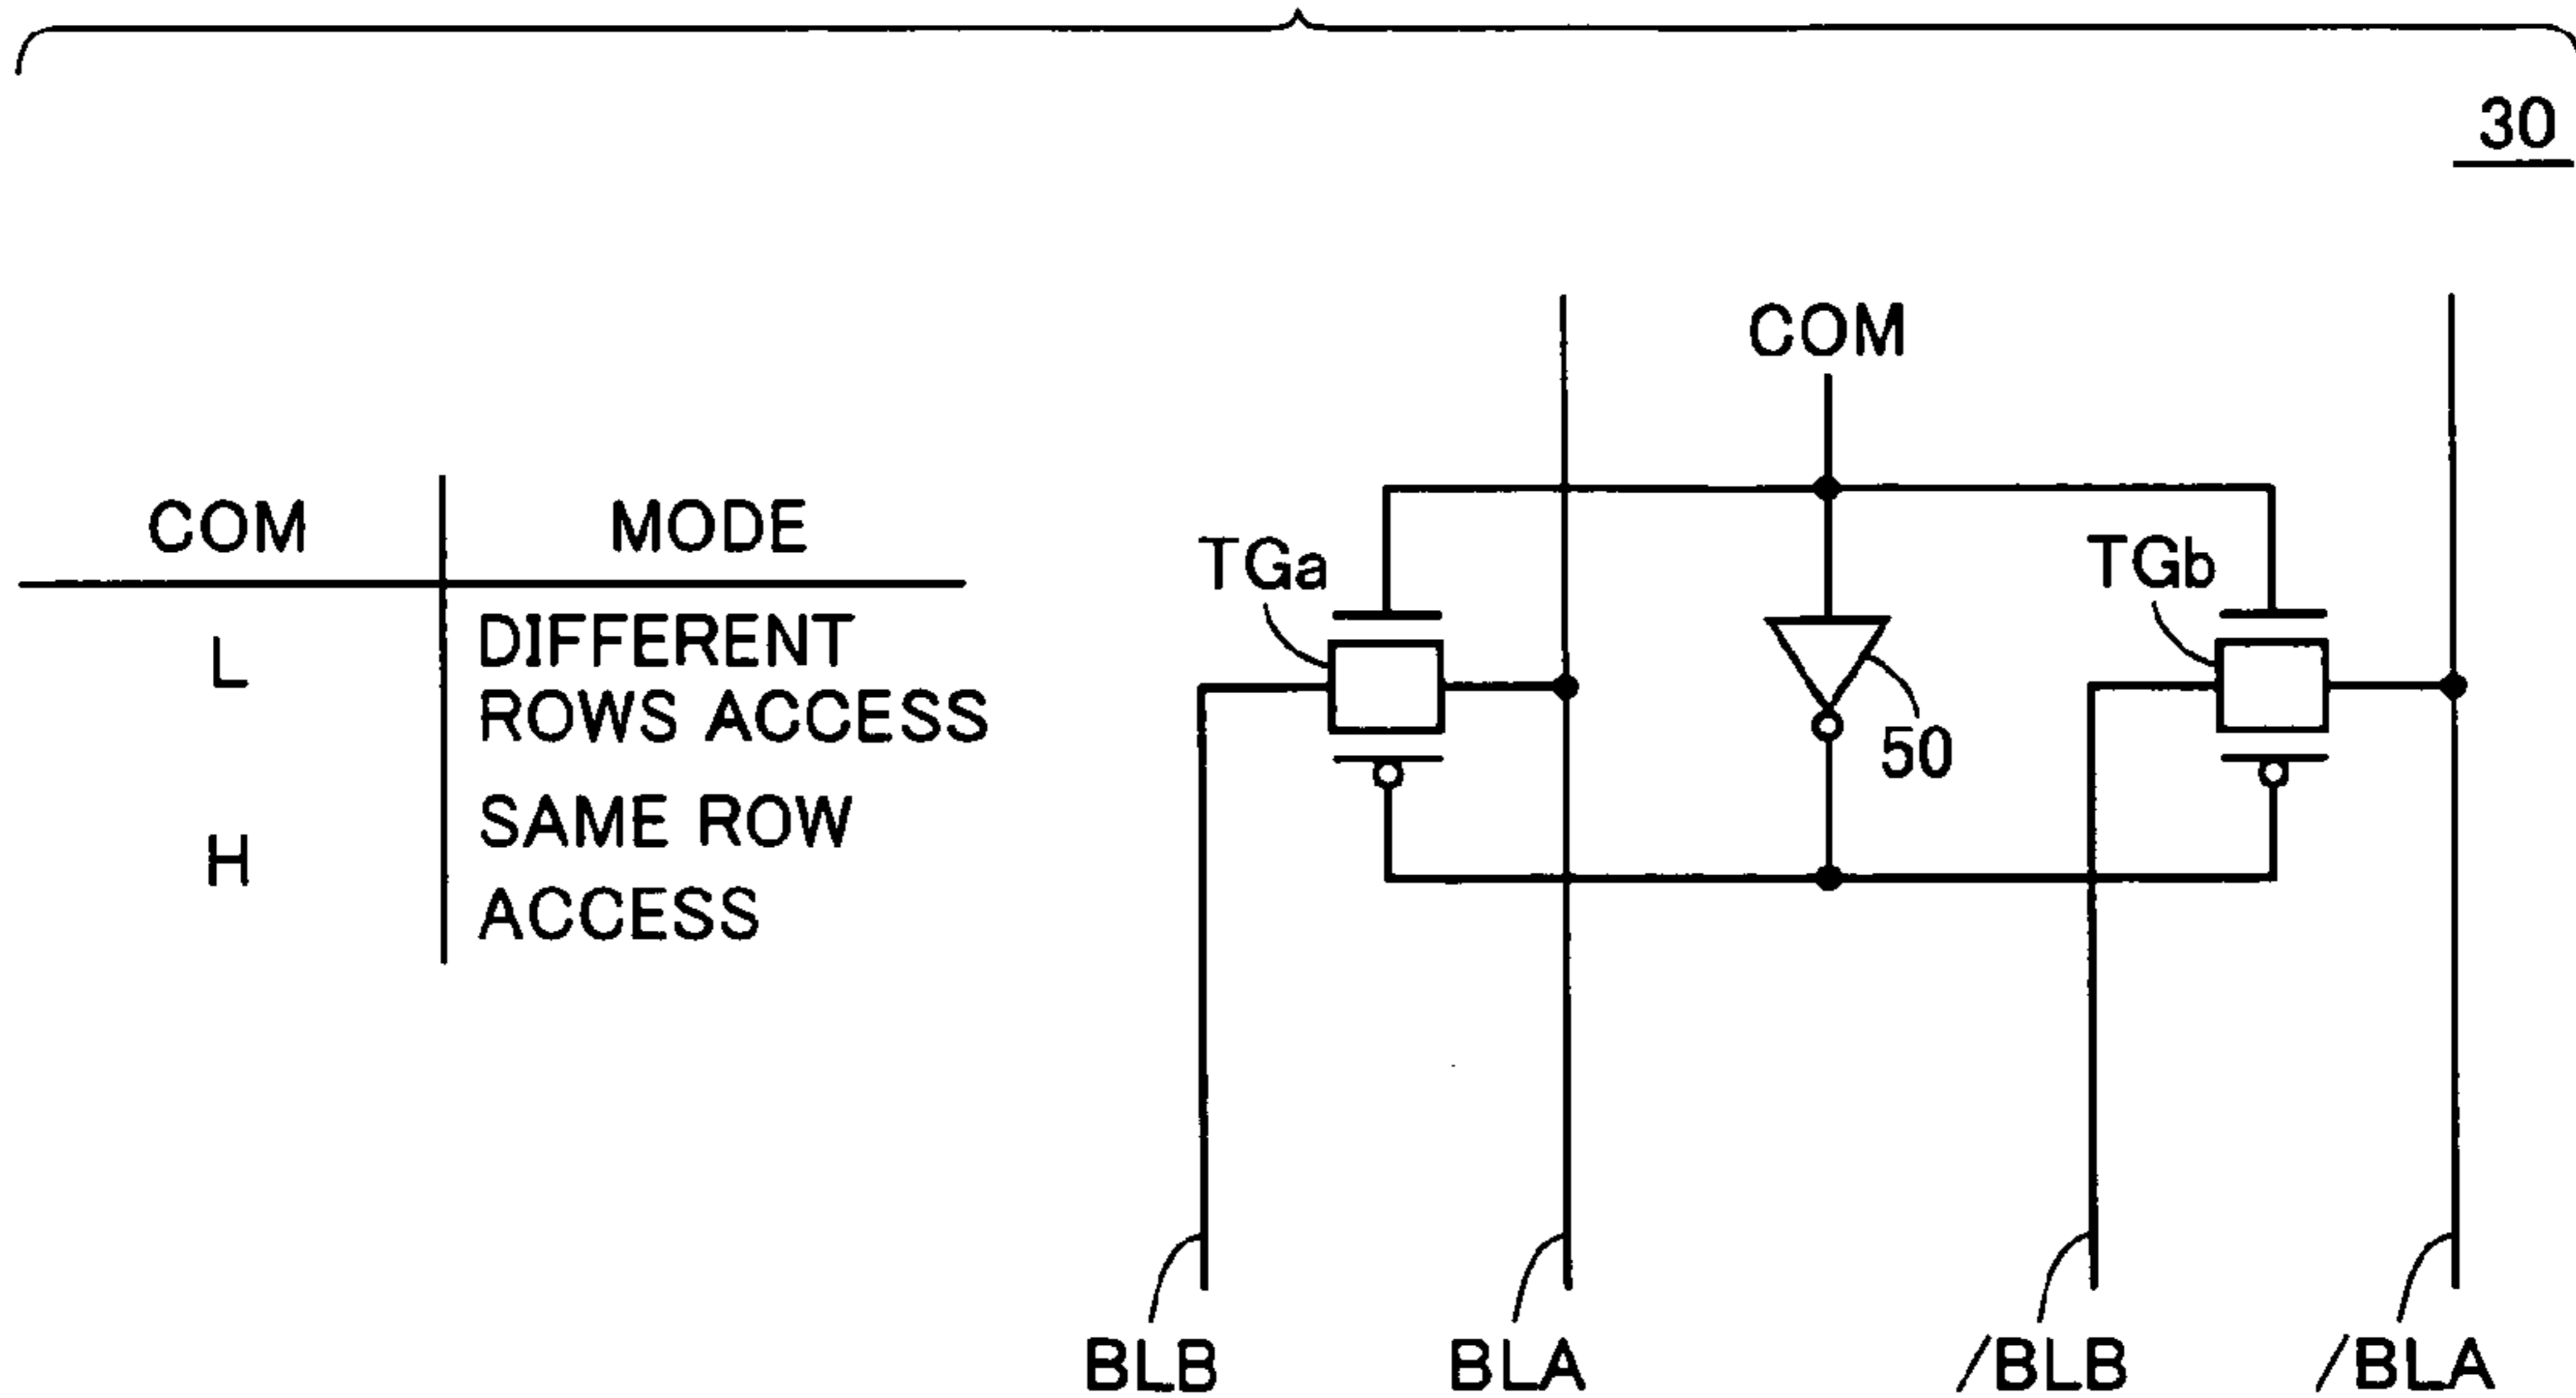 30
COM MODE
L DIFFERENT
ROWS ACCESS
H SAME ROW
ACCESS
COM
TGa
TGb
50
BLB
BLA
/BLB
/BLA